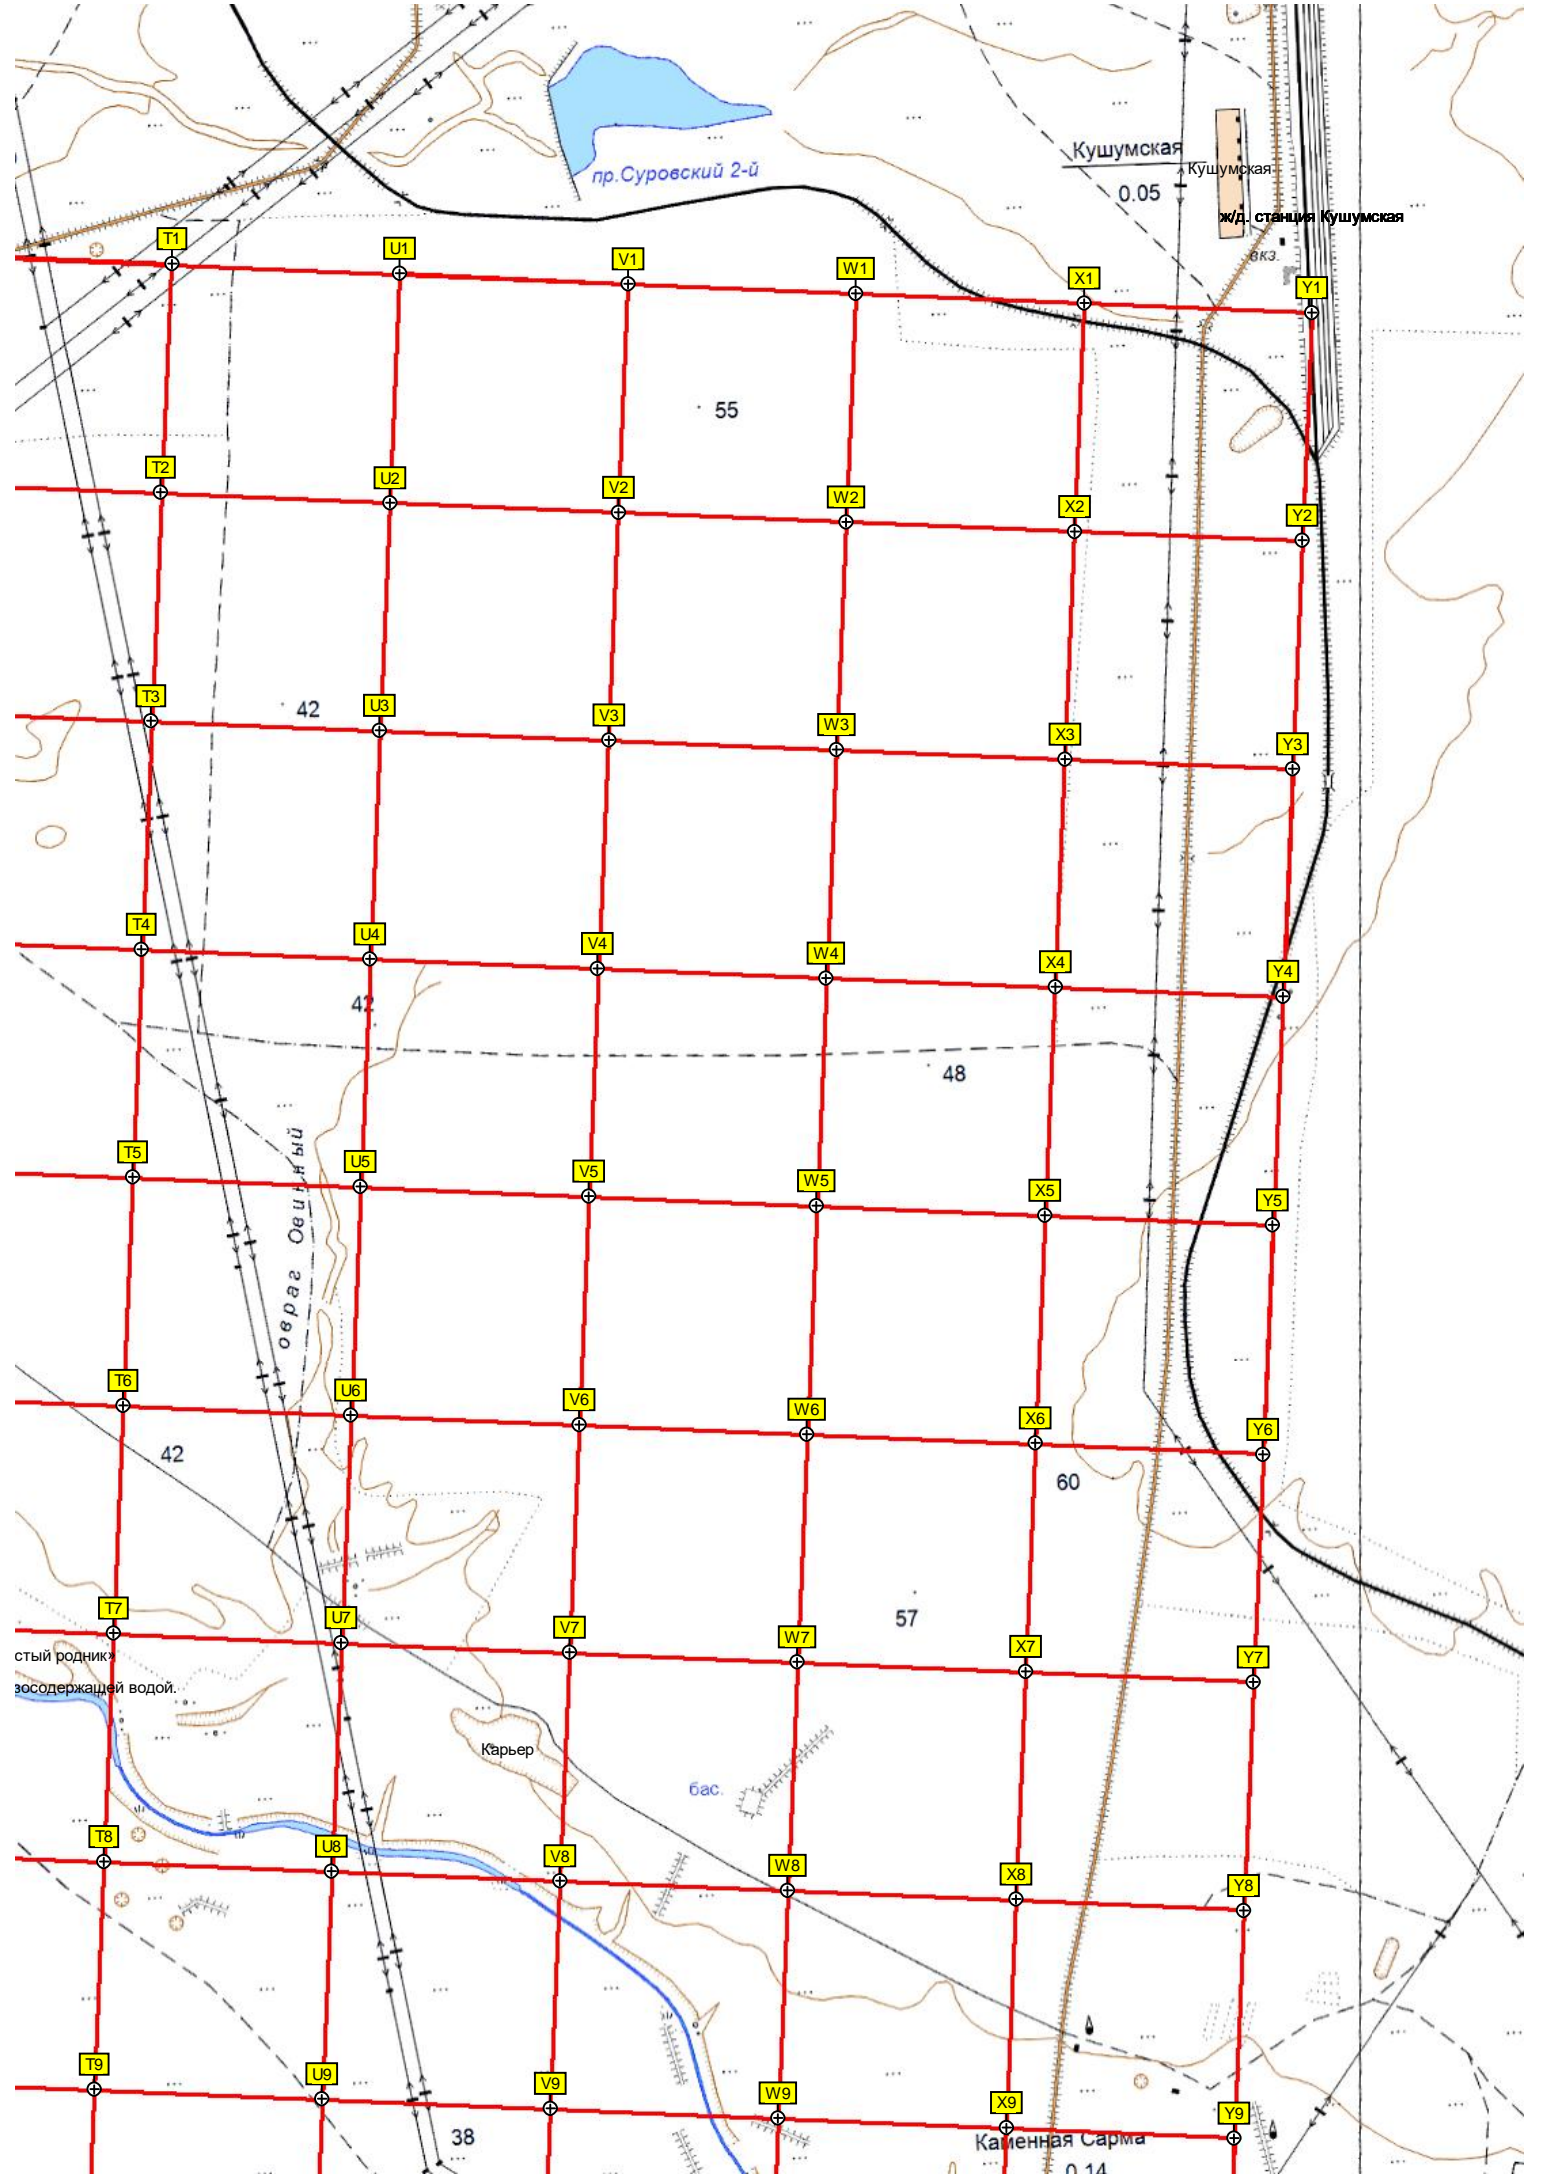 Кушумская
Кушумская
0.05
пр.Суровский 2-й
ж/д. станция Кушумская
вкз.
T1
U1
V1
W1
X1
Y1
55
T2
U2
V2
W2
X2
Y2
T3
42
U3
V3
W3
X3
Y3
T4
U4
V4
W4
X4
Y4
42
48
T5
U5
V5
W5
X5
Y5
овраг Овинный
T6
U6
V6
W6
X6
Y6
42
60
T7
U7
V7
W7
X7
Y7
57
стый родник»
зосодержащей водой.
Карьер
бас.
T8
U8
V8
W8
X8
Y8
T9
U9
V9
W9
X9
Y9
38
Каменная Сарма
0.14